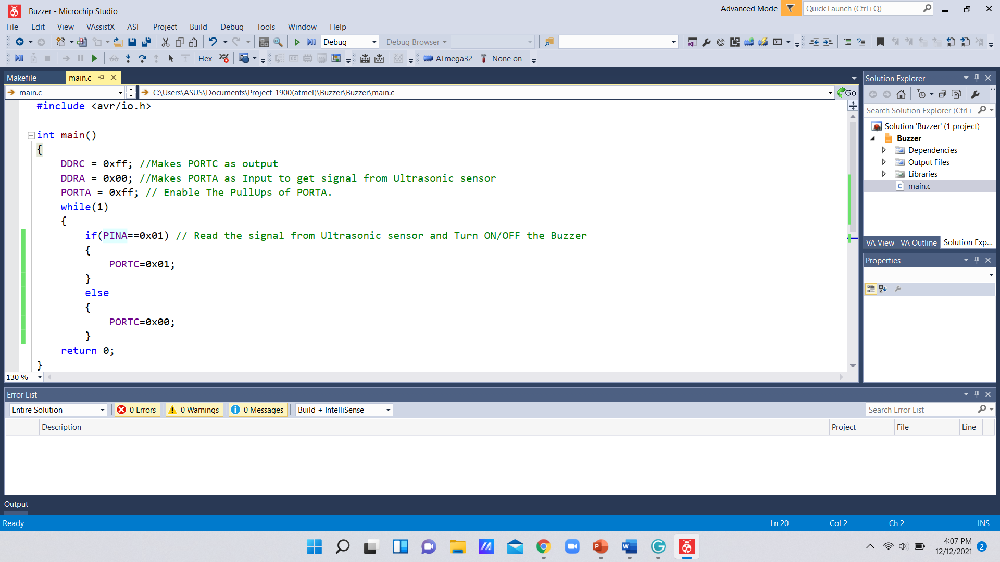 Buzzer - Microchip Studio
Advanced Mode
Quick Launch (Ctrl+Q)
File Edit View VAssistX ASF Project Build Debug Tools Window Help
Debug Debug Browser
Hex ATmega32 None on
Makefile main.c
main.c C:\Users\ASUS\Documents\Project-1900(atmel)\Buzzer\Buzzer\main.c Go
#include <avr/io.h>
int main()
{
DDRC = 0xff; //Makes PORTC as output
DDRA = 0x00; //Makes PORTA as Input to get signal from Ultrasonic sensor
PORTA = 0xff; // Enable The PullUps of PORTA.
while(1)
{
if(PINA==0x01) // Read the signal from Ultrasonic sensor and Turn ON/OFF the Buzzer
{
PORTC=0x01;
}
else
{
PORTC=0x00;
}
return 0;
}
130 %
Solution Explorer
Search Solution Explorer (Ctrl+
Solution 'Buzzer' (1 project)
Buzzer
Dependencies
Output Files
Libraries
main.c
VA View VA Outline Solution Exp...
Properties
Error List
Entire Solution 0 Errors 0 Warnings 0 Messages Build + IntelliSense Search Error List
Description Project File Line
Output
Ready Ln 20 Col 2 Ch 2 INS
4:07 PM
12/12/2021
2